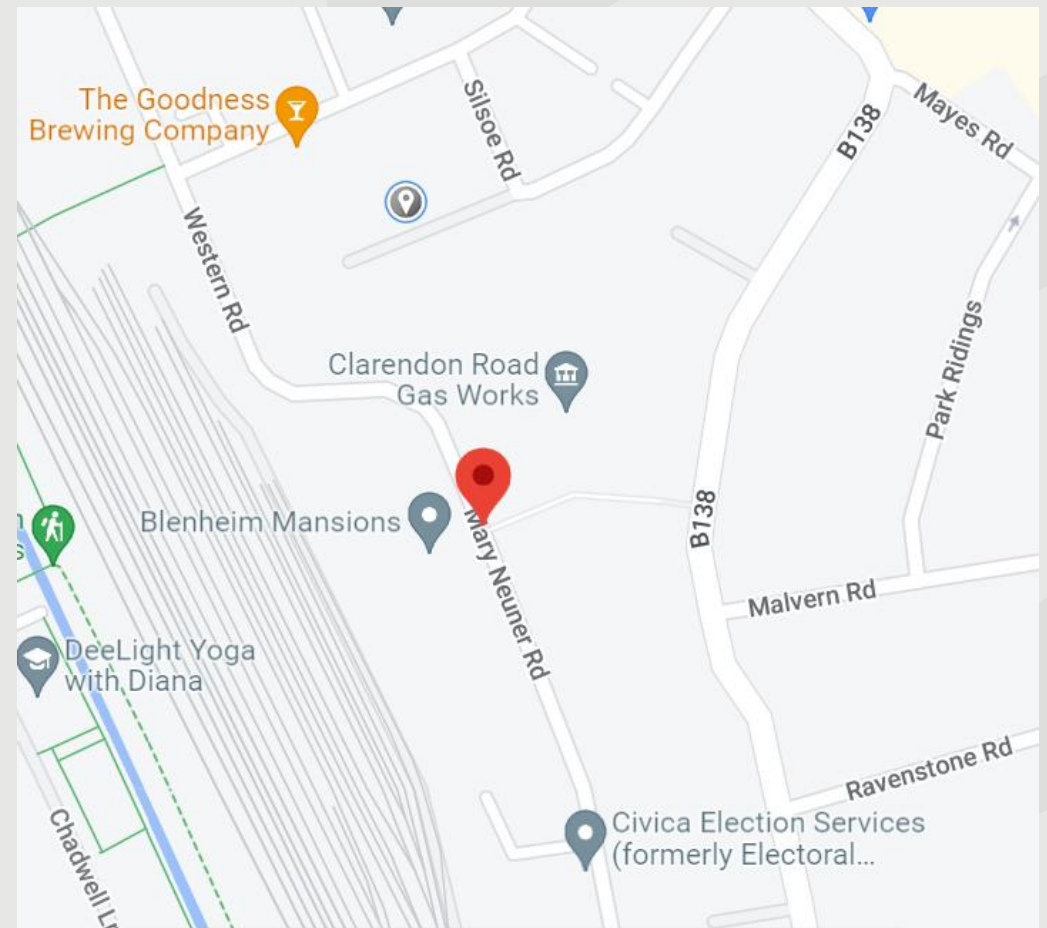 The Goodness
Brewing Company
Silsoe Rd
B138
Mayes Rd
Western Rd
Park Ridings
Clarendon Road
Gas Works
B138
Blenheim Mansions
Mary Neuner Rd
Malvern Rd
DeeLight Yoga
with Diana
Ravenstone Rd
Civica Election Services
(formerly Electoral...
Chadwell Ln